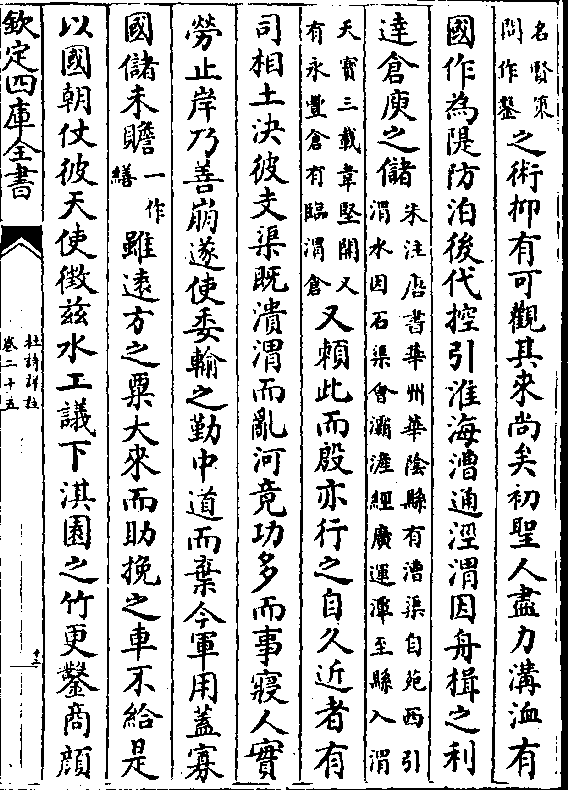 名賢策
問作鑿
之術抑有可觀其來尚矣初聖人盡力溝洫有
國作為隄防洎後代控引淮海漕通涇渭因舟楫之利
達倉庾之儲
朱注唐書華州華陰縣有漕渠自苑西引
渭水因石渠會灞滻經廣運潭至縣入渭
天寶三載韋堅開又
有永豐倉有臨渭倉
又賴此而殷亦行之自久近者有
司相土決彼支渠既潰渭而亂河竟功多而事寢人實
勞止岸乃善崩遂使委輸之勤中道而棄今軍用蓋寡
國儲未贍
一作
繕
雖遠方之粟大來而助挽之車不給是
以國朝仗彼天使徵茲水工議下淇園之竹更鑿商顏
欽定四庫全書
杜詩詳註
卷二十五